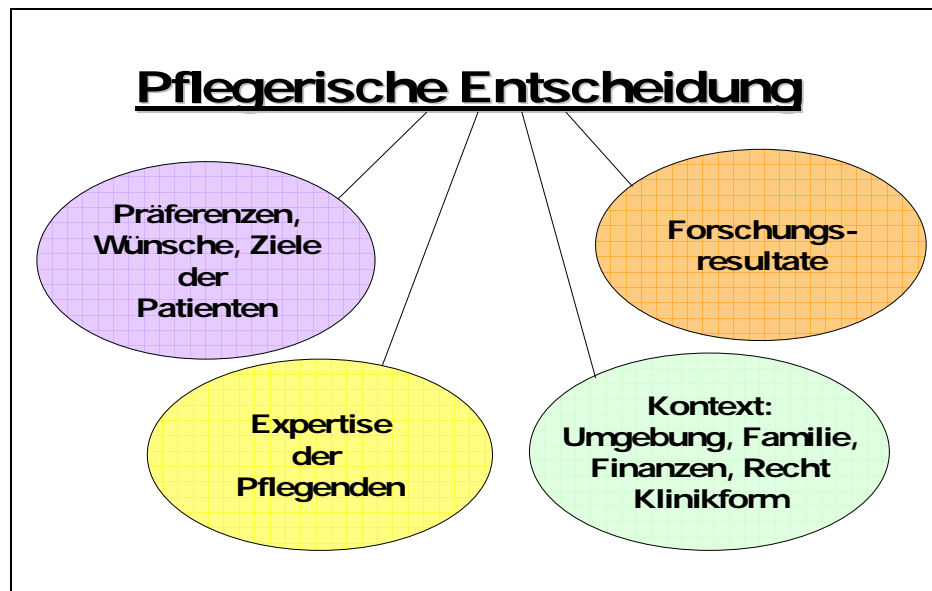 Pflegerische Entscheidung
Präferenzen,
Wünsche, Ziele
der
Patienten
Forschungs-
resultate
Expertise
der
Pflegenden
Kontext:
Umgebung, Familie,
Finanzen, Recht
Klinikform